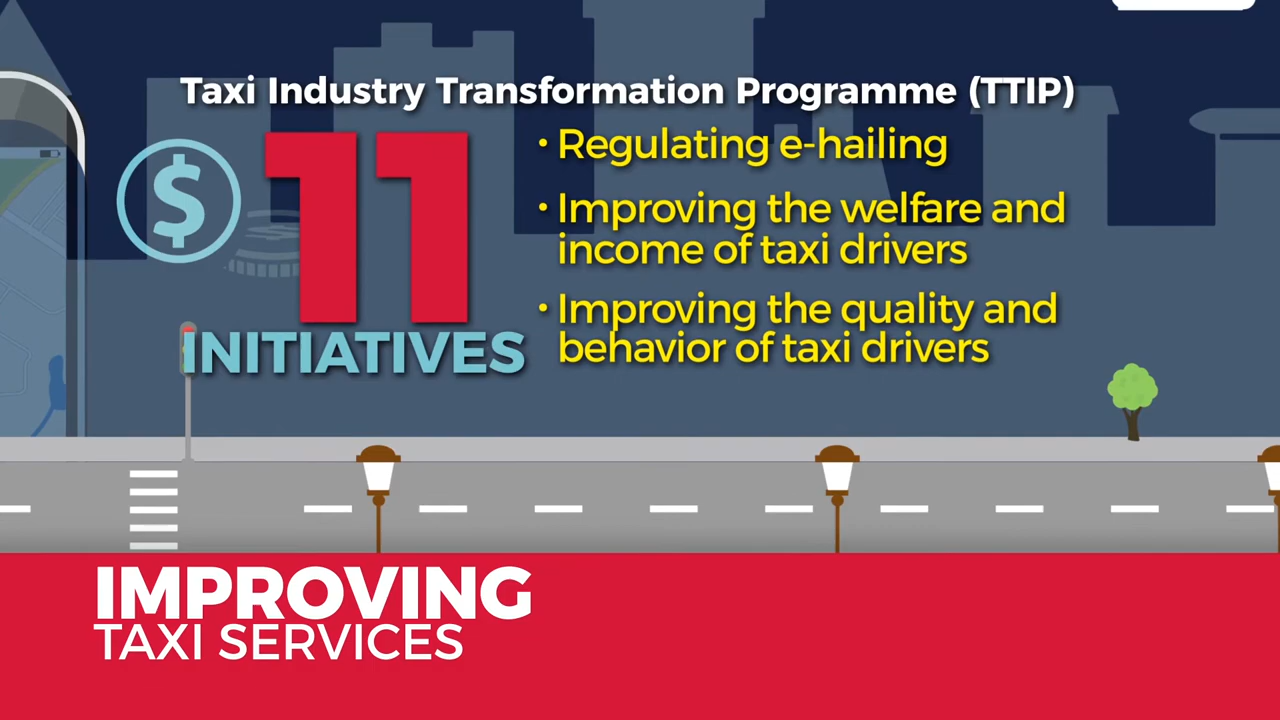 Taxi Industry Transformation Programme (TTIP)
$
11
INITIATIVES
• Regulating e-hailing
• Improving the welfare and
income of taxi drivers
• Improving the quality and
behavior of taxi drivers
IMPROVING
TAXI SERVICES